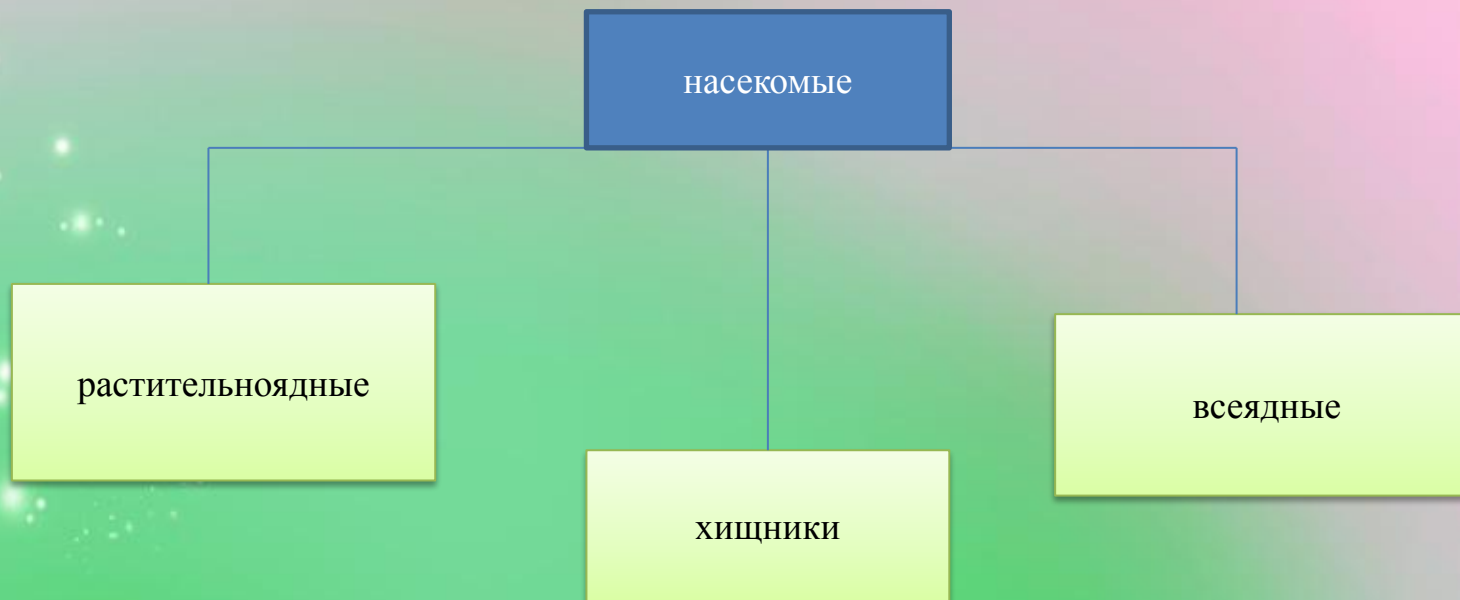 насекомые
растительноядные
хищники
всеядные